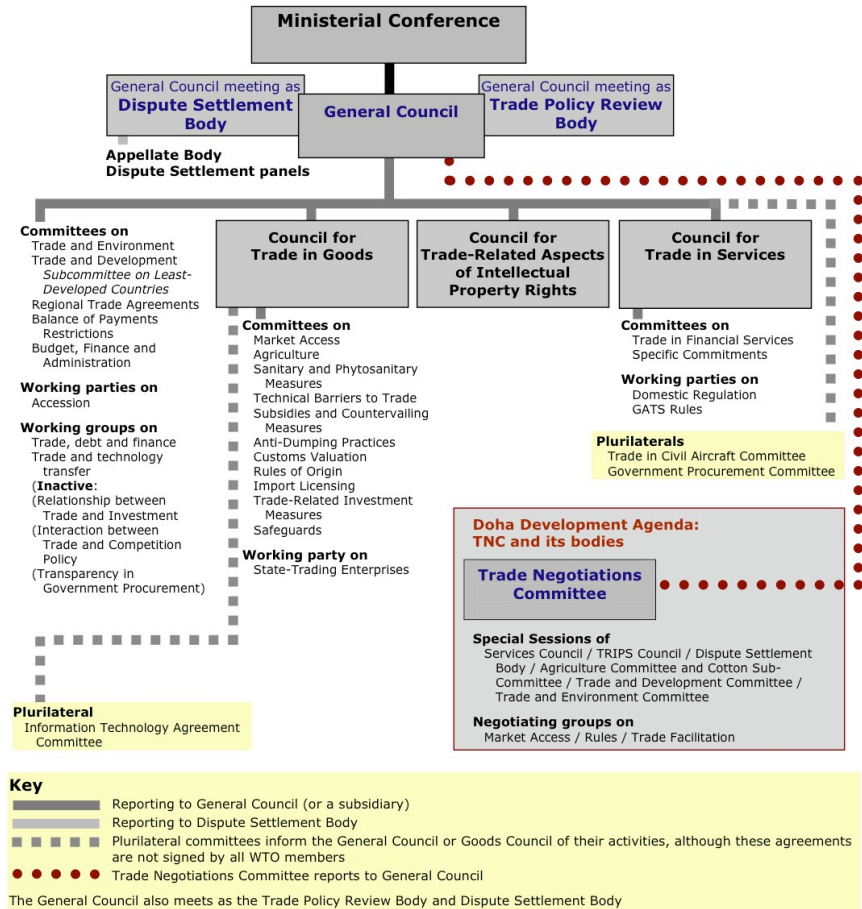 Ministerial Conference
General Council meeting as
Dispute Settlement
Body
General Council
General Council meeting as
Trade Policy Review
Body
Appellate Body
Dispute Settlement panels
Committees on
Trade and Environment
Trade and Development
Subcommittee on Least-
Developed Countries
Regional Trade Agreements
Balance of Payments
Restrictions
Budget, Finance and
Administration
Working parties on
Accession
Working groups on
Trade, debt and finance
Trade and technology
transfer
(Inactive:
(Relationship between
Trade and Investment
(Interaction between
Trade and Competition
Policy
(Transparency in
Government Procurement)
Plurilateral
Information Technology Agreement
Committee
Council for
Trade in Goods
Committees on
Market Access
Agriculture
Sanitary and Phytosanitary
Measures
Technical Barriers to Trade
Subsidies and Countervailing
Measures
Anti-Dumping Practices
Customs Valuation
Rules of Origin
Import Licensing
Trade-Related Investment
Measures
Safeguards
Working party on
State-Trading Enterprises
Council for
Trade-Related Aspects
of Intellectual
Property Rights
Council for
Trade in Services
Committees on
Trade in Financial Services
Specific Commitments
Working parties on
Domestic Regulation
GATS Rules
Plurilaterals
Trade in Civil Aircraft Committee
Government Procurement Committee
Doha Development Agenda:
TNC and its bodies
Trade Negotiations
Committee
Special Sessions of
Services Council / TRIPS Council / Dispute Settlement
Body / Agriculture Committee and Cotton Sub-
Committee / Trade and Development Committee /
Trade and Environment Committee
Negotiating groups on
Market Access / Rules / Trade Facilitation
Key
Reporting to General Council (or a subsidiary)
Reporting to Dispute Settlement Body
Plurilateral committees inform the General Council or Goods Council of their activities, although these agreements
are not signed by all WTO members
Trade Negotiations Committee reports to General Council
The General Council also meets as the Trade Policy Review Body and Dispute Settlement Body